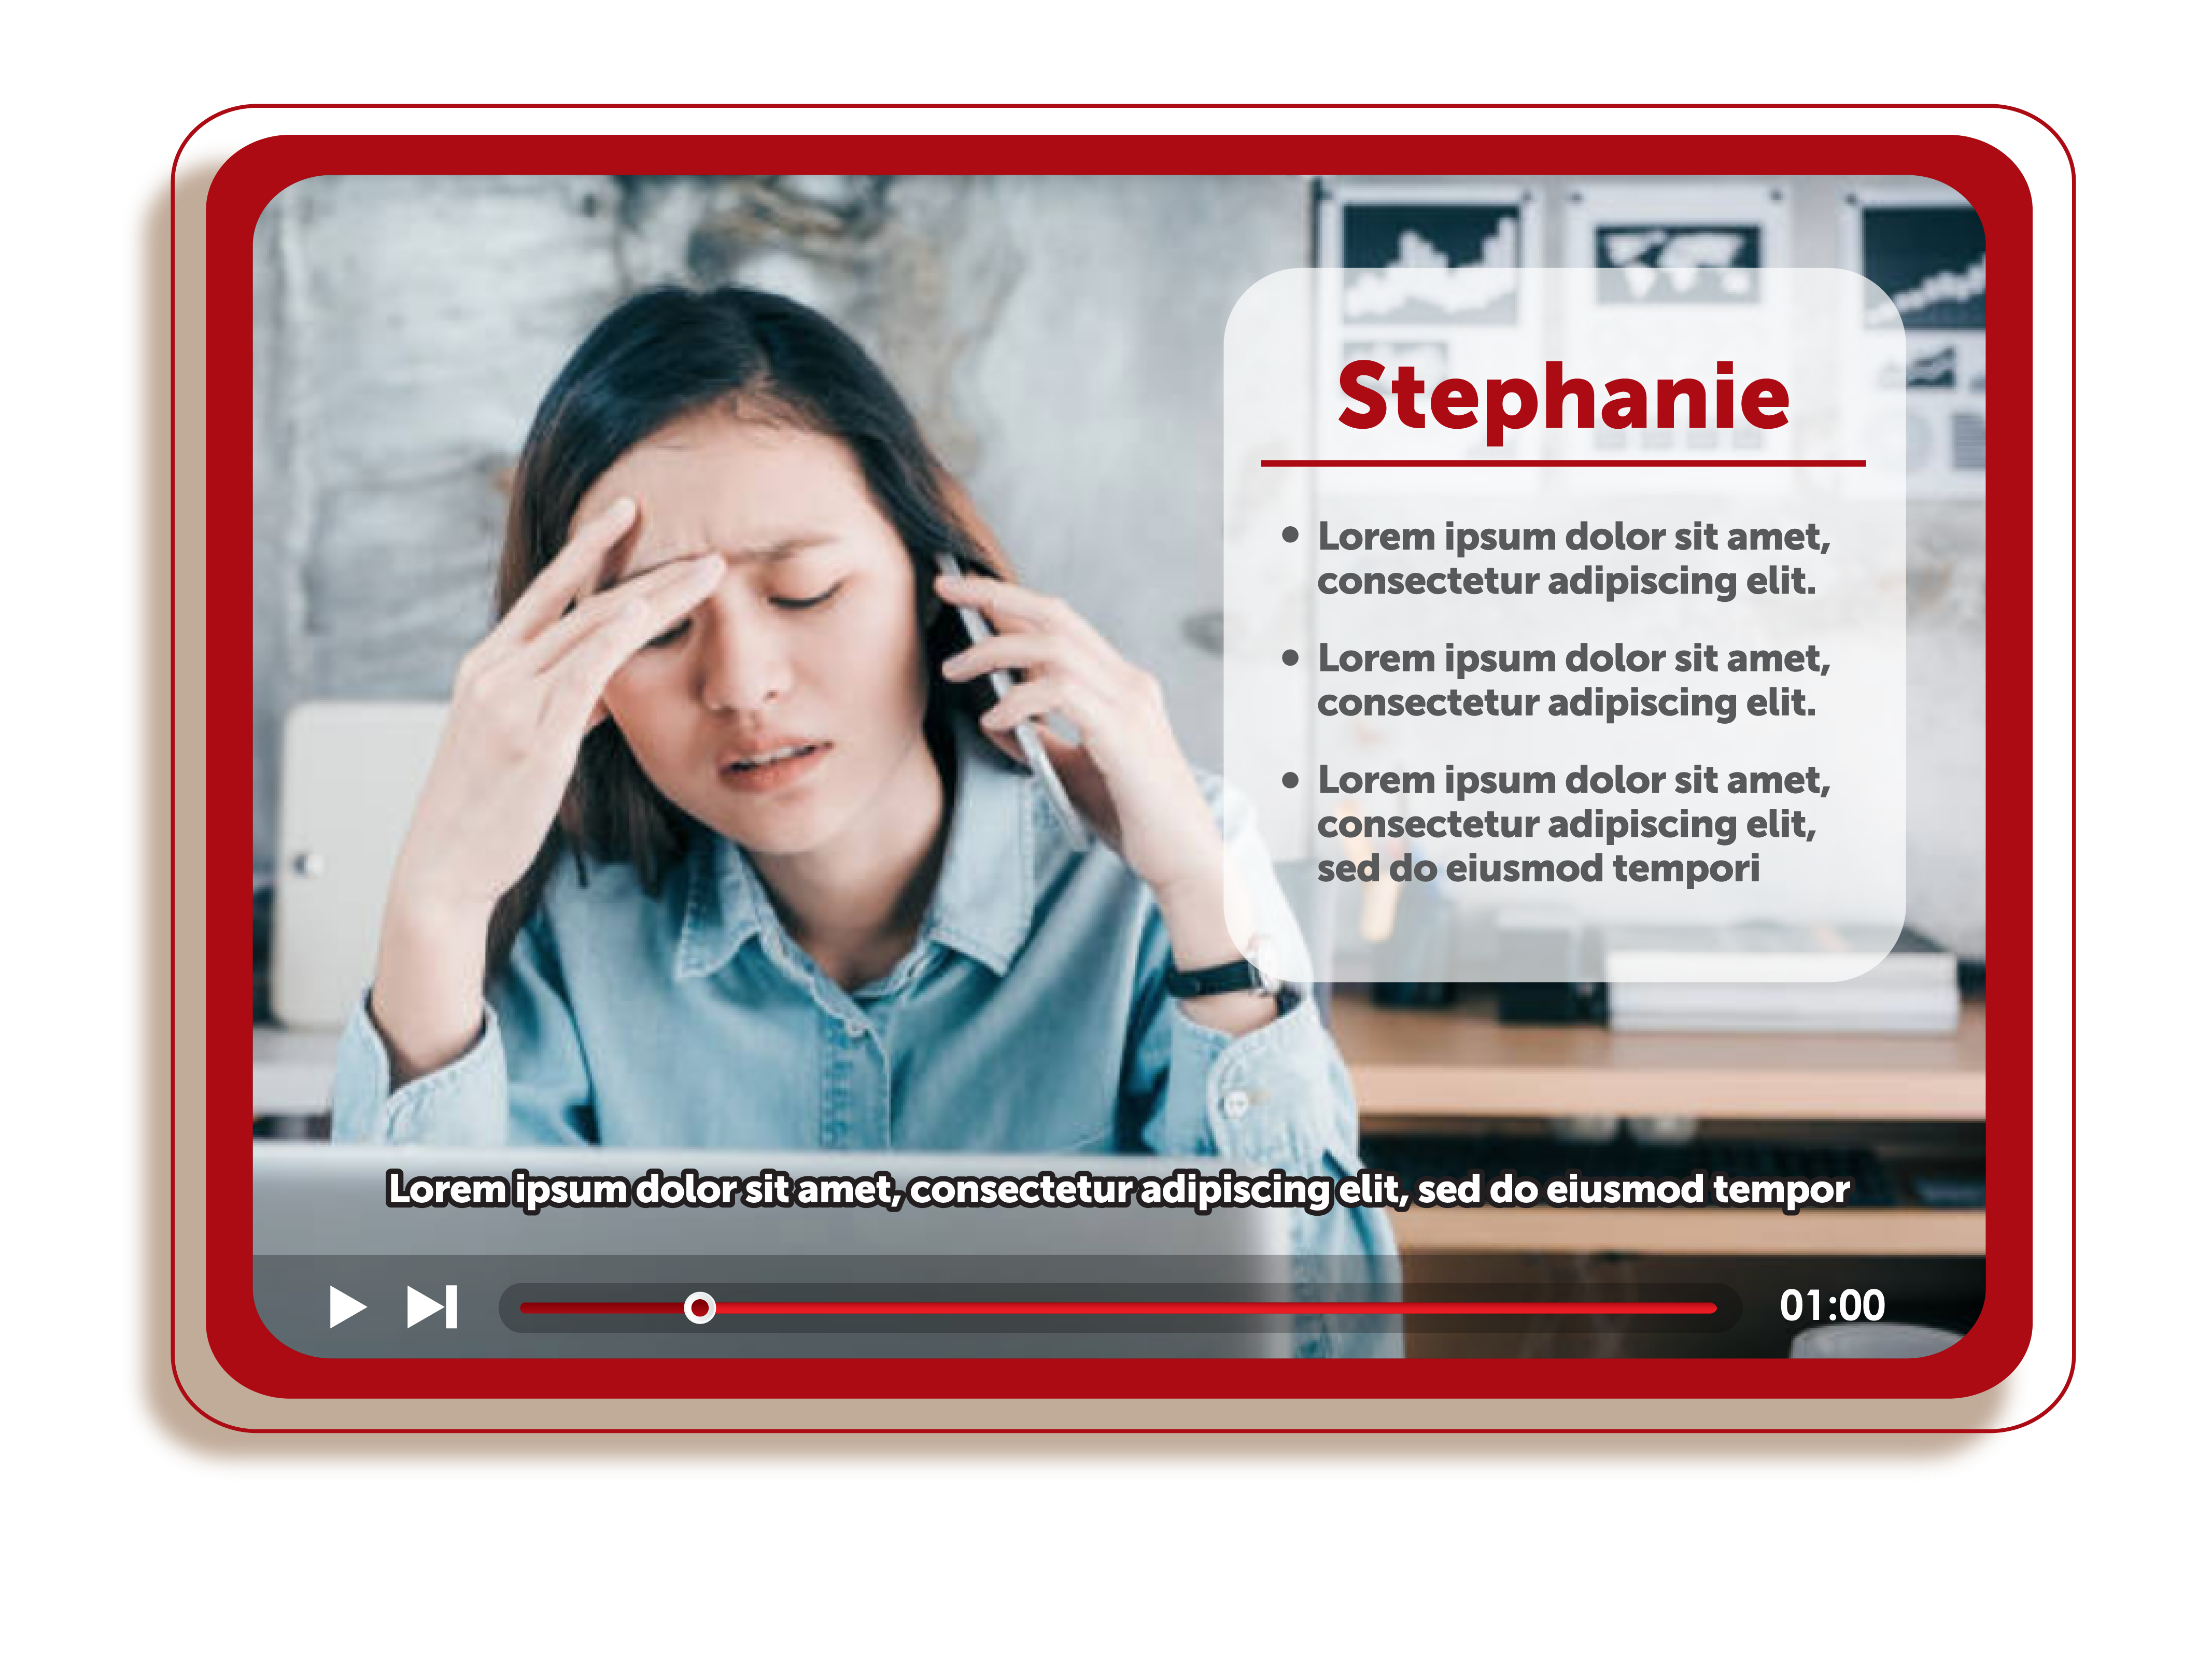 Stephanie
• Lorem ipsum dolor sit amet,
consectetur adipiscing elit.
• Lorem ipsum dolor sit amet,
consectetur adipiscing elit.
• Lorem ipsum dolor sit amet,
consectetur adipiscing elit,
sed do eiusmod tempori
Lorem ipsum dolor sit amet, consectetur adipiscing elit, sed do eiusmod tempor
01:00